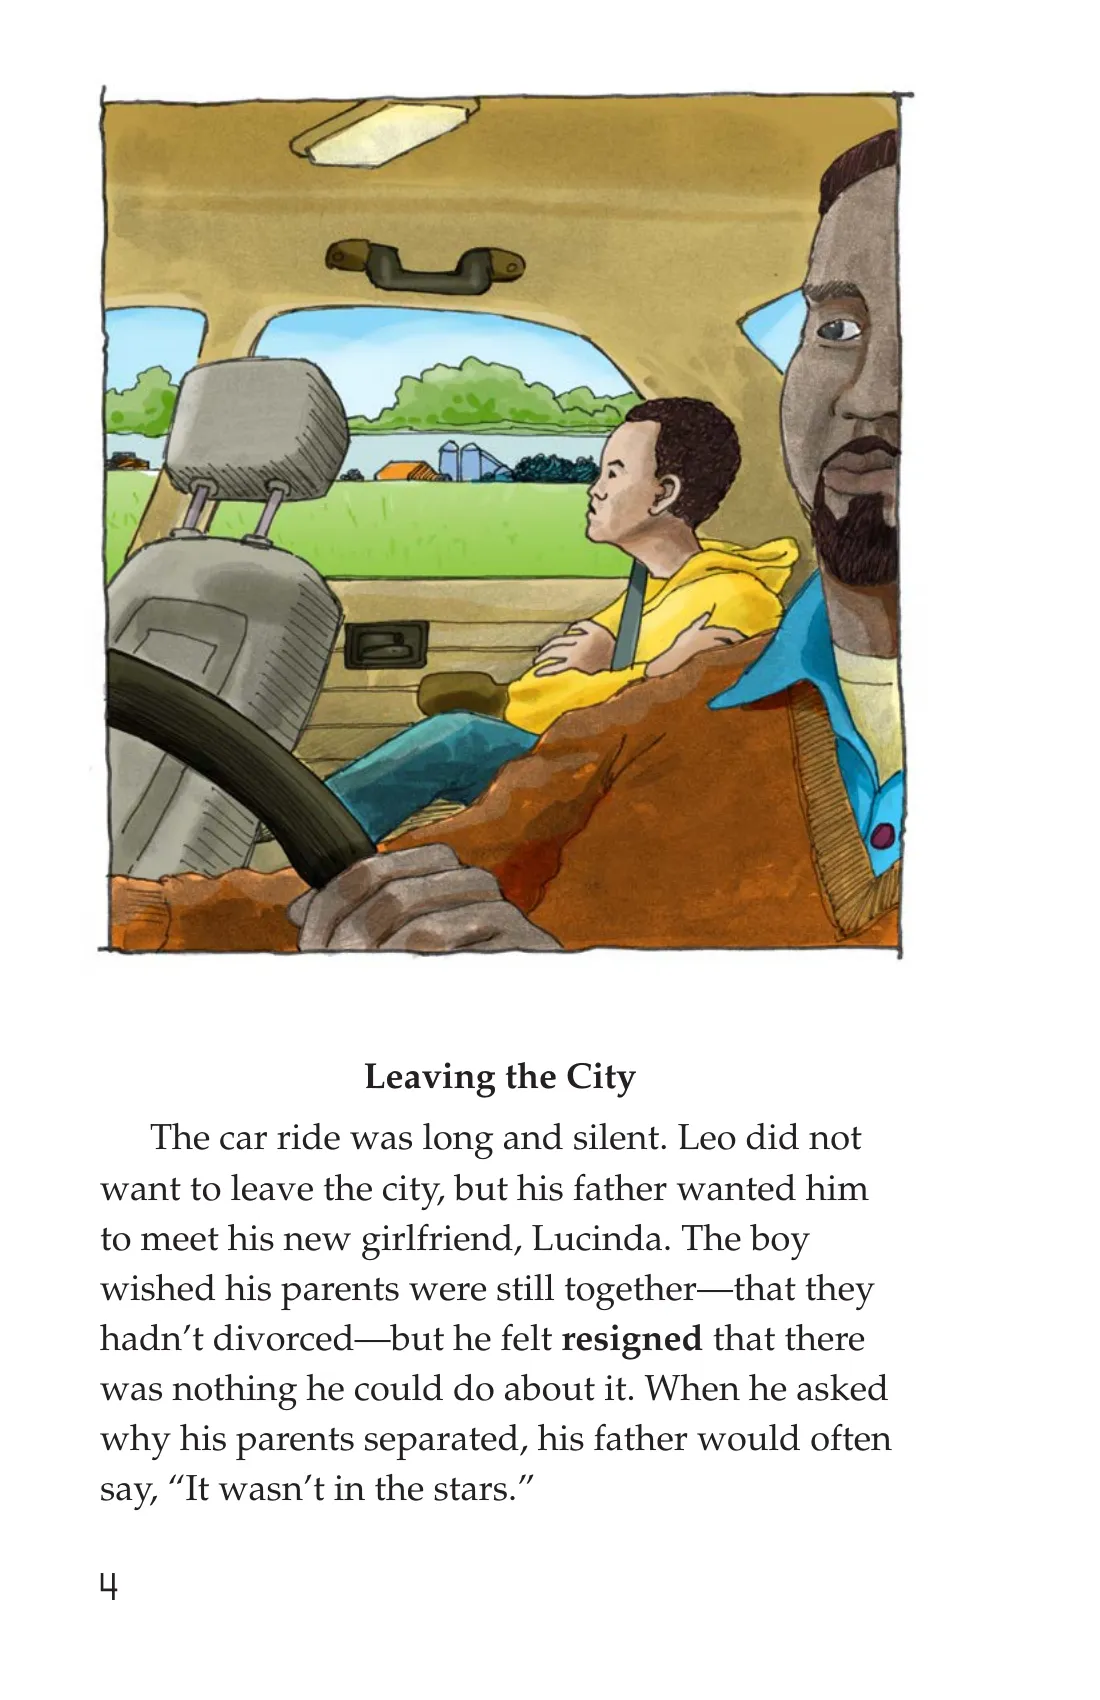 Leaving the City
The car ride was long and silent. Leo did not
want to leave the city, but his father wanted him
to meet his new girlfriend, Lucinda. The boy
wished his parents were still together—that they
hadn’t divorced—but he felt resigned that there
was nothing he could do about it. When he asked
why his parents separated, his father would often
say, “It wasn’t in the stars.”
4